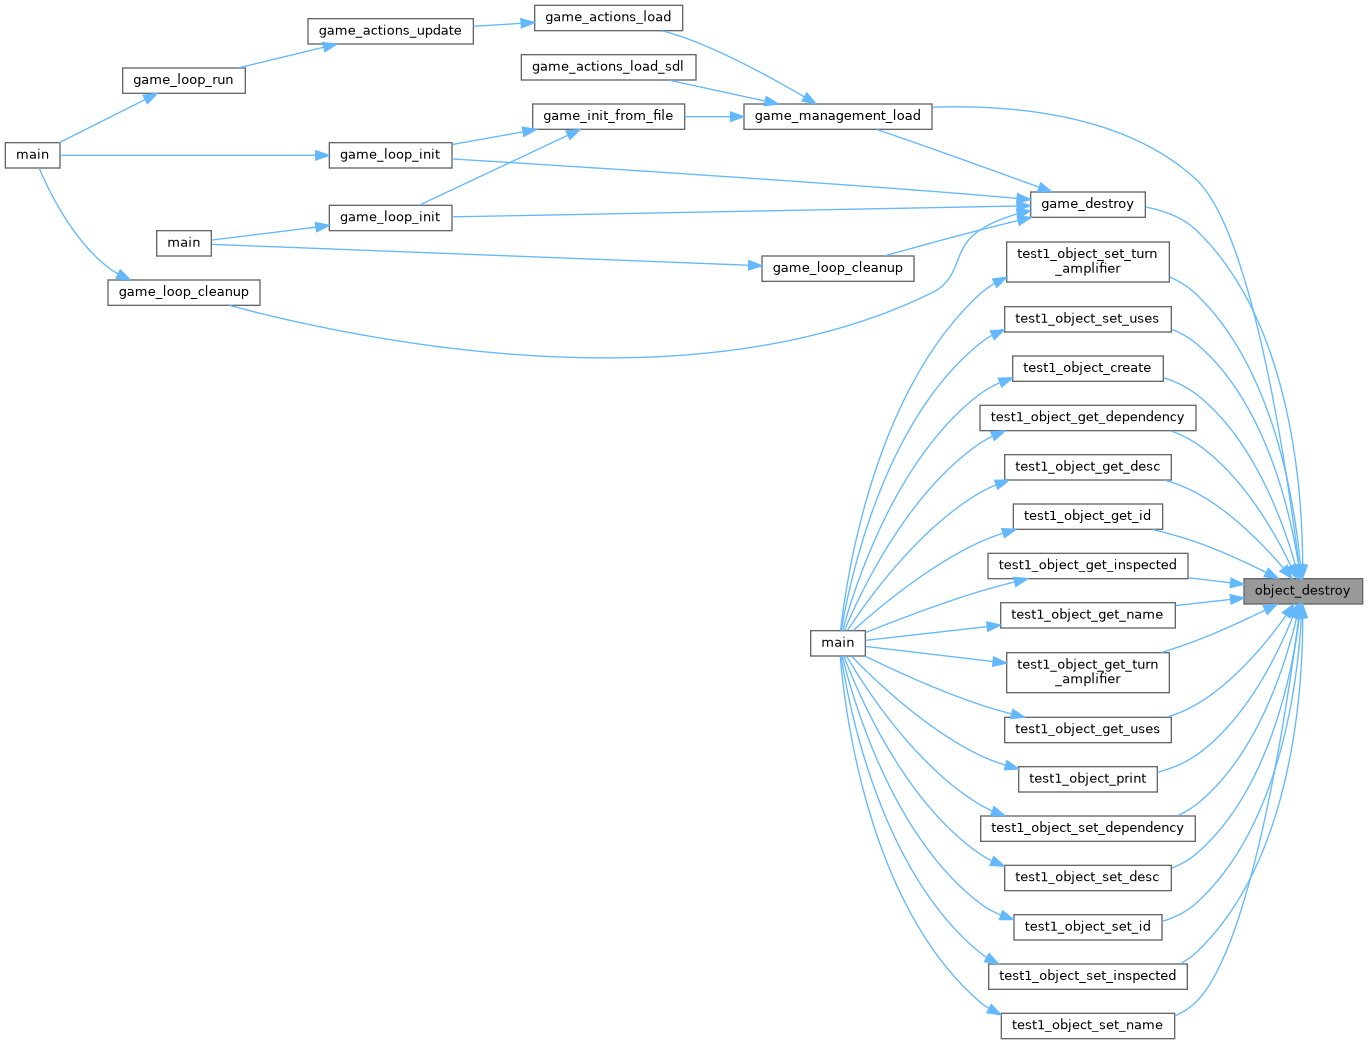 game_actions_load
game_actions_update
game_actions_load_sdl
game_loop_run
game_init_from_file
game_management_load
main
game_loop_init
game_destroy
game_loop_init
main
test1_object_set_turn
_amplifier
game_loop_cleanup
game_loop_cleanup
test1_object_set_uses
test1_object_create
test1_object_get_dependency
test1_object_get_desc
test1_object_get_id
test1_object_get_inspected
object_destroy
test1_object_get_name
main
test1_object_get_turn
_amplifier
test1_object_get_uses
test1_object_print
test1_object_set_dependency
test1_object_set_desc
test1_object_set_id
test1_object_set_inspected
test1_object_set_name